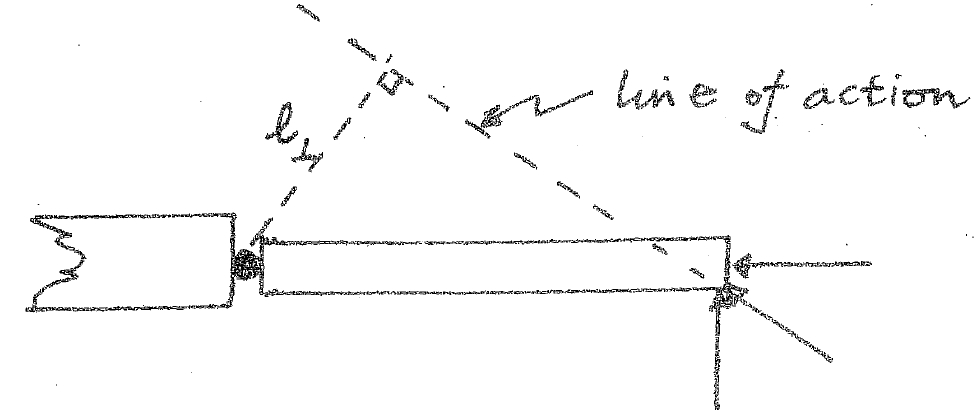 line of action
l⊥